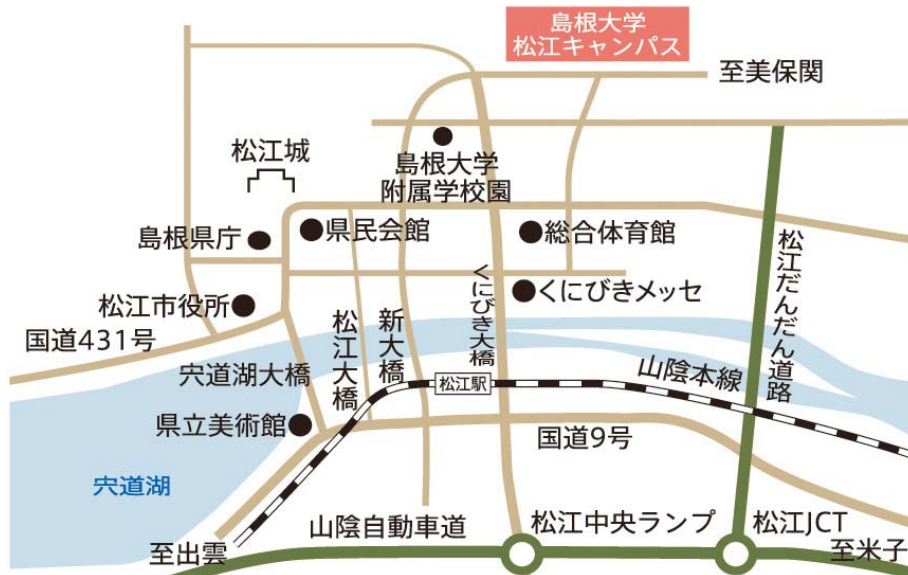 島根大学
松江キャンパス
至美保関
松江城
島根大学
附属学校園
島根県庁
県民会館
総合体育館
松江市役所
くにびきメッセ
国道431号
宍道湖大橋
松江大橋
新大橋
くにびき大橋
松江だんだん道路
松江駅
山陰本線
県立美術館
国道9号
宍道湖
山陰自動車道
松江中央ランプ
松江JCT
至出雲
至米子